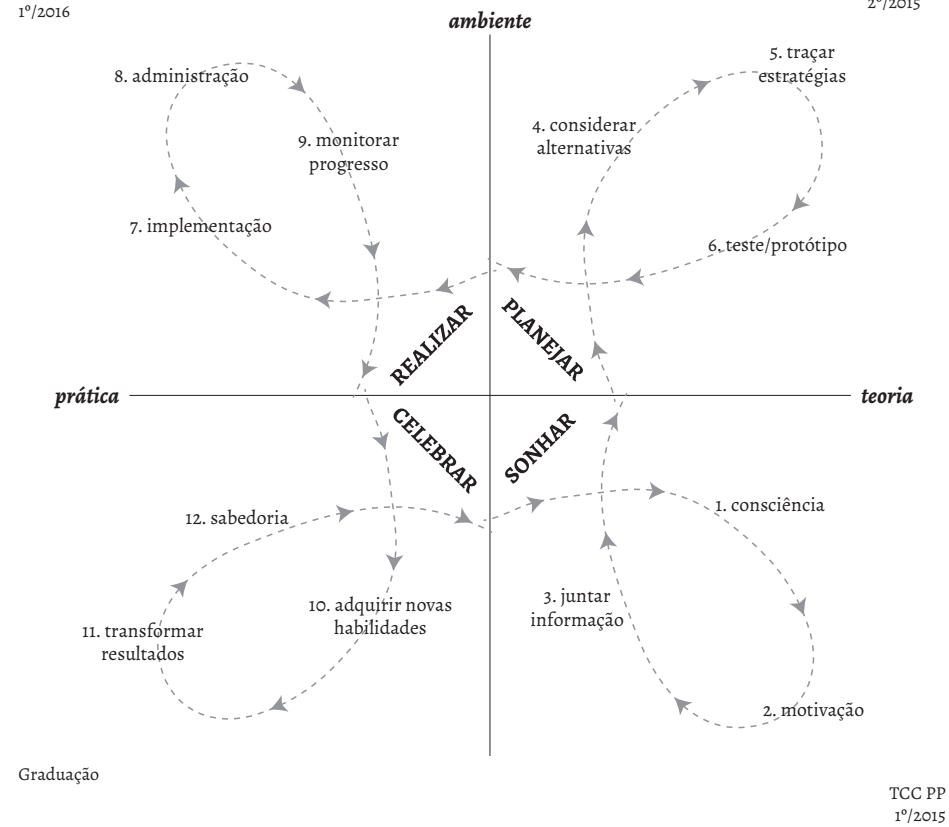 1º/2016
2º/2015
ambiente
5. traçar
estratégias
8. administração
4. considerar
alternativas
9. monitorar
progresso
7. implementação
6. teste/protótipo
REALIZAR
PLANEJAR
prática
teoria
CELEBRAR
SONHAR
12. sabedoria
1. consciência
3. juntar
informação
10. adquirir novas
habilidades
11. transformar
resultados
2. motivação
Graduação
TCC PP
1º/2015